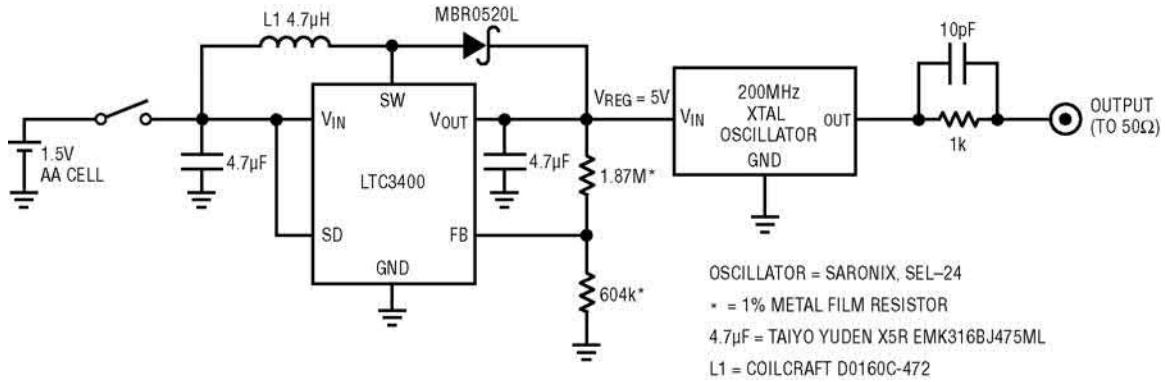 L1 4.7µH
MBR0520L
10pF
SW
VREG = 5V
200MHz
XTAL
OSCILLATOR
VIN
VOUT
VIN
OUT
OUTPUT
(TO 50Ω)
1k
1.5V
AA CELL
4.7µF
LTC3400
4.7µF
1.87M*
GND
SD
FB
GND
604k*
OSCILLATOR = SARONIX, SEL–24
* = 1% METAL FILM RESISTOR
4.7µF = TAIYO YUDEN X5R EMK316BJ475ML
L1 = COILCRAFT D0160C-472